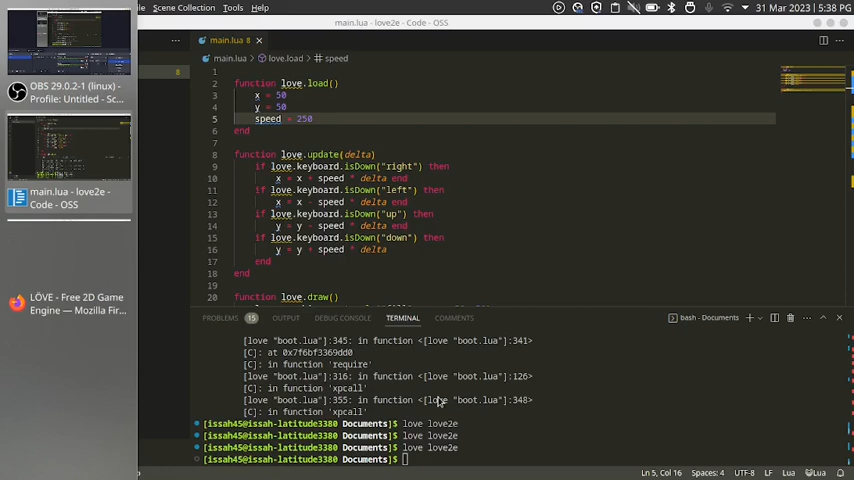 ile Scene Collection Tools Help
31 Mar 2023 | 5:38 PM
main.lua - love2e - Code - OSS
OBS 29.0.2-1 (linux) -
Profile: Untitled - Sc...
main.lua - love2e -
Code - OSS
LÖVE - Free 2D Game
Engine — Mozilla Fir...
main.lua 8
8
main.lua > love.load > speed
1
2 function love.load()
3 x = 50
4 y = 50
5 speed = 250
6 end
7
8 function love.update(delta)
9 if love.keyboard.isDown("right") then
10 x = x + speed * delta end
11 if love.keyboard.isDown("left") then
12 x = x - speed * delta end
13 if love.keyboard.isDown("up") then
14 y = y - speed * delta end
15 if love.keyboard.isDown("down") then
16 y = y + speed * delta
17 end
18 end
19
20 function love.draw()
PROBLEMS 15 OUTPUT DEBUG CONSOLE TERMINAL COMMENTS
bash - Documents
[love "boot.lua"]:345: in function <[love "boot.lua"]:341>
[C]: at 0x7f6bf3369dd0
[C]: in function 'require'
[love "boot.lua"]:316: in function <[love "boot.lua"]:126>
[C]: in function 'xpcall'
[love "boot.lua"]:355: in function <[love "boot.lua"]:348>
[C]: in function 'xpcall'
[issah45@issah-latitude3380 Documents]$ love love2e
[issah45@issah-latitude3380 Documents]$ love love2e
[issah45@issah-latitude3380 Documents]$ love love2e
[issah45@issah-latitude3380 Documents]$
Ln 5, Col 16 Spaces: 4 UTF-8 LF Lua Lua